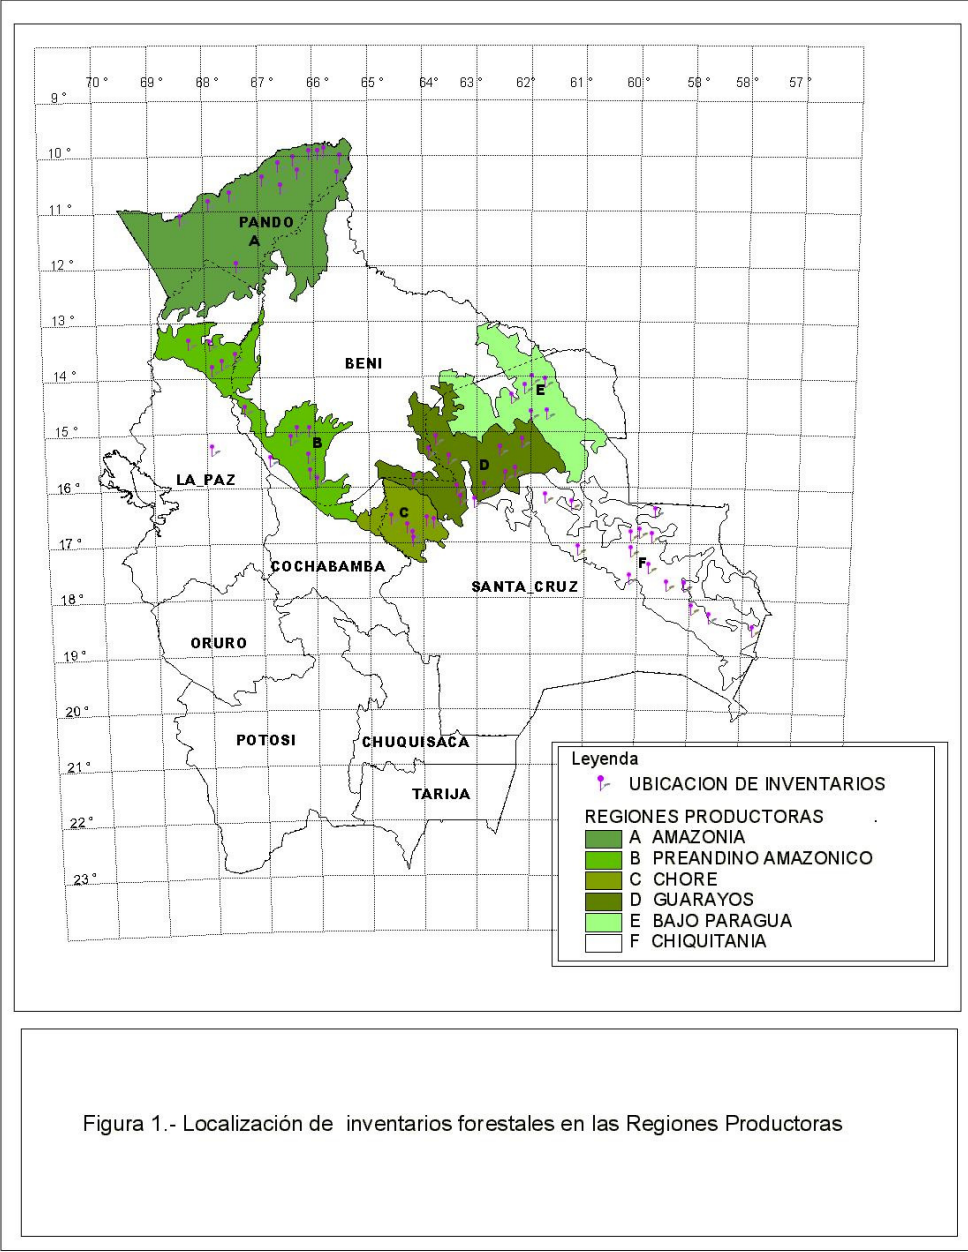 70° 69° 68° 67° 66° 65° 64° 63° 62° 61° 60° 58° 58° 57°
9°
10°
11°
PANDO
A
12°
13°
BENI
14°
E
15°
B
D
LA_PAZ
16°
C
17°
F
COCHABAMBA
SANTA_CRUZ
18°
ORURO
19°
20°
POTOSI
CHUQUISACA
21°
TARIJA
22°
23°
Leyenda
UBICACION DE INVENTARIOS
REGIONES PRODUCTORAS .
A AMAZONIA
B PREANDINO AMAZONICO
C CHORE
D GUARAYOS
E BAJO PARAGUA
F CHIQUITANIA
Figura 1.- Localización de inventarios forestales en las Regiones Productoras